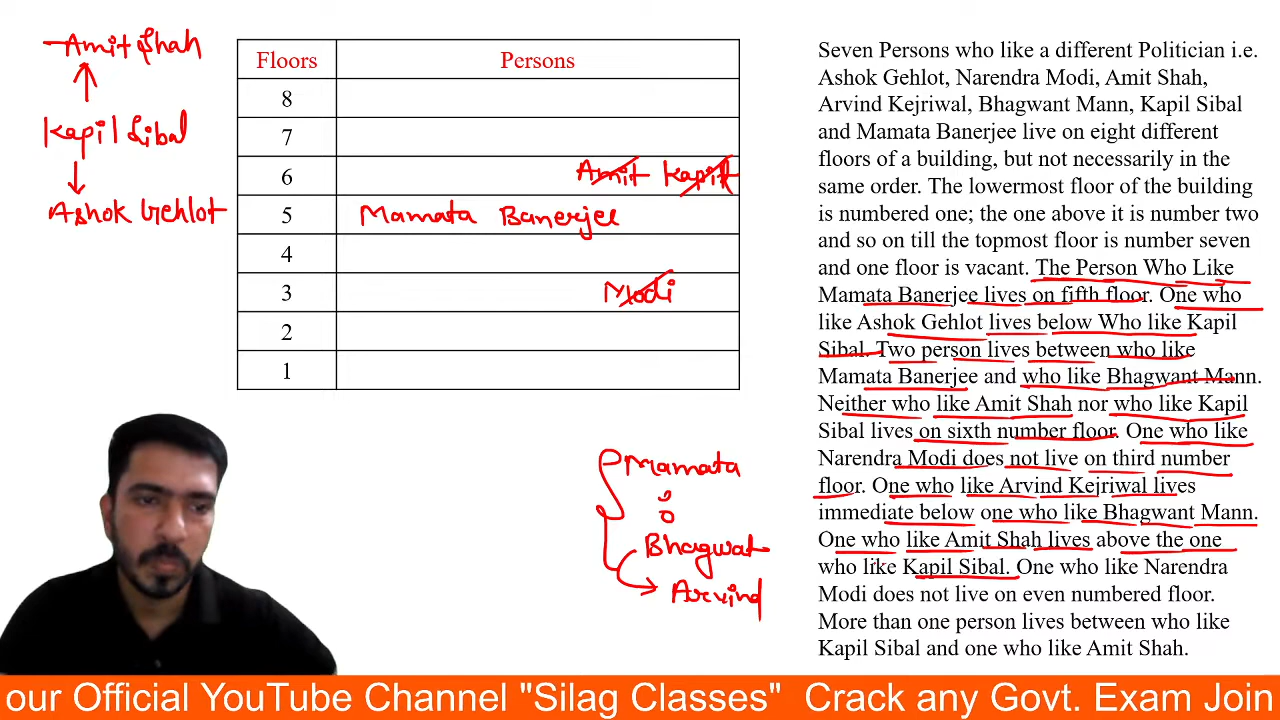 Amit Shah
Kapil Sibal
Ashok Gehlot
Floors Persons
8
7
6 Amit Kapil
5 Mamata Banerjee
4
3 Modi
2
1
Mamata
Bhagwat
Arvind
Seven Persons who like a different Politician i.e.
Ashok Gehlot, Narendra Modi, Amit Shah,
Arvind Kejriwal, Bhagwant Mann, Kapil Sibal
and Mamata Banerjee live on eight different
floors of a building, but not necessarily in the
same order. The lowermost floor of the building
is numbered one; the one above it is number two
and so on till the topmost floor is number seven
and one floor is vacant. The Person Who Like
Mamata Banerjee lives on fifth floor. One who
like Ashok Gehlot lives below Who like Kapil
Sibal. Two person lives between who like
Mamata Banerjee and who like Bhagwant Mann.
Neither who like Amit Shah nor who like Kapil
Sibal lives on sixth number floor. One who like
Narendra Modi does not live on third number
floor. One who like Arvind Kejriwal lives
immediate below one who like Bhagwant Mann.
One who like Amit Shah lives above the one
who like Kapil Sibal. One who like Narendra
Modi does not live on even numbered floor.
More than one person lives between who like
Kapil Sibal and one who like Amit Shah.
our Official YouTube Channel "Silag Classes" Crack any Govt. Exam Join